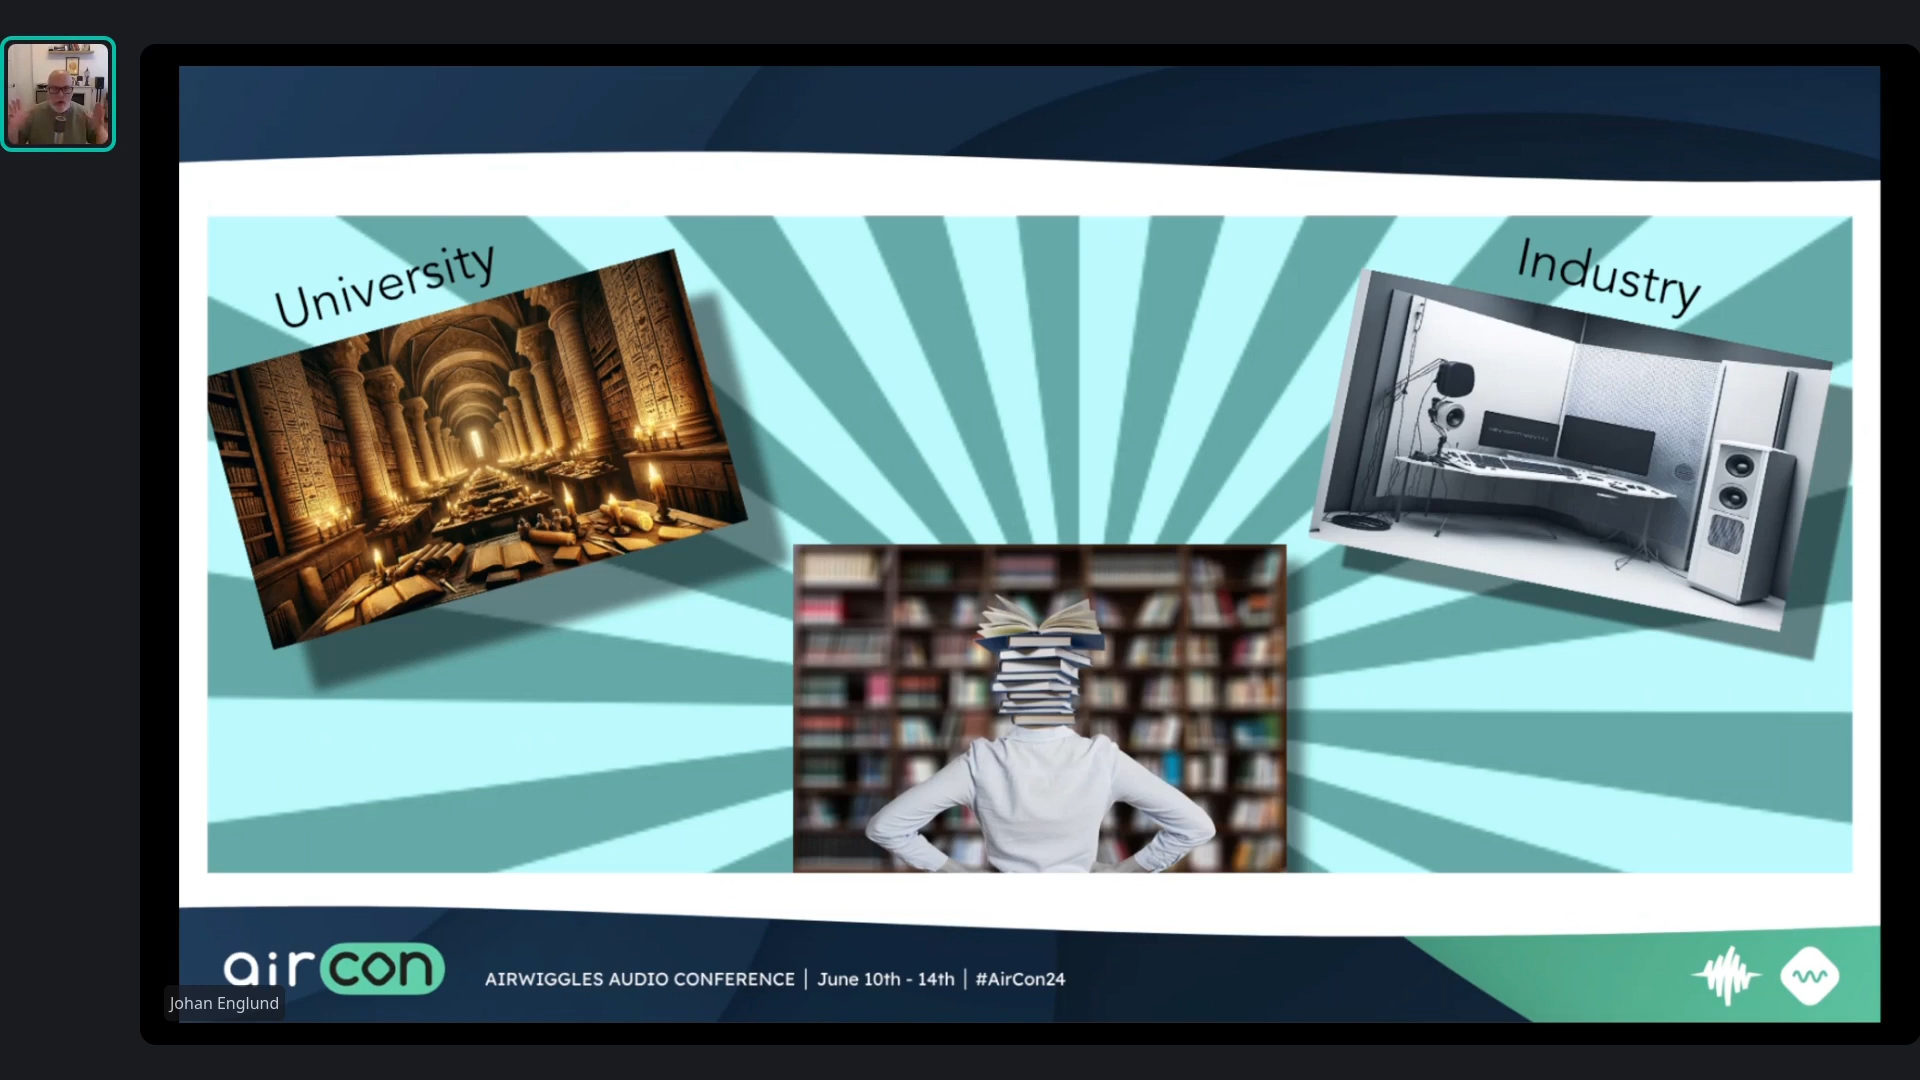 University
Industry
aircon
AIRWIGGLES AUDIO CONFERENCE | June 10th - 14th | #AirCon24
Johan Englund